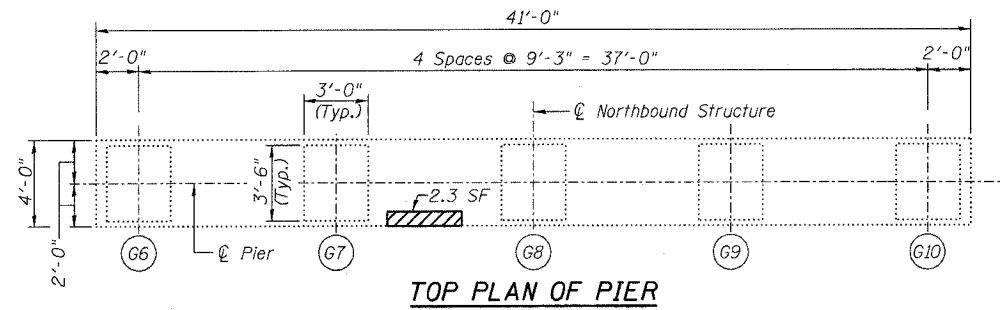 41'-0"
2'-0"
4 Spaces @ 9'-3" = 37'-0"
2'-0"
3'-0"
(Typ.)
℄ Northbound Structure
4'-0"
2'-0"
3'-6"
(Typ.)
2.3 SF
℄ Pier
G6
G7
G8
G9
G10
TOP PLAN OF PIER